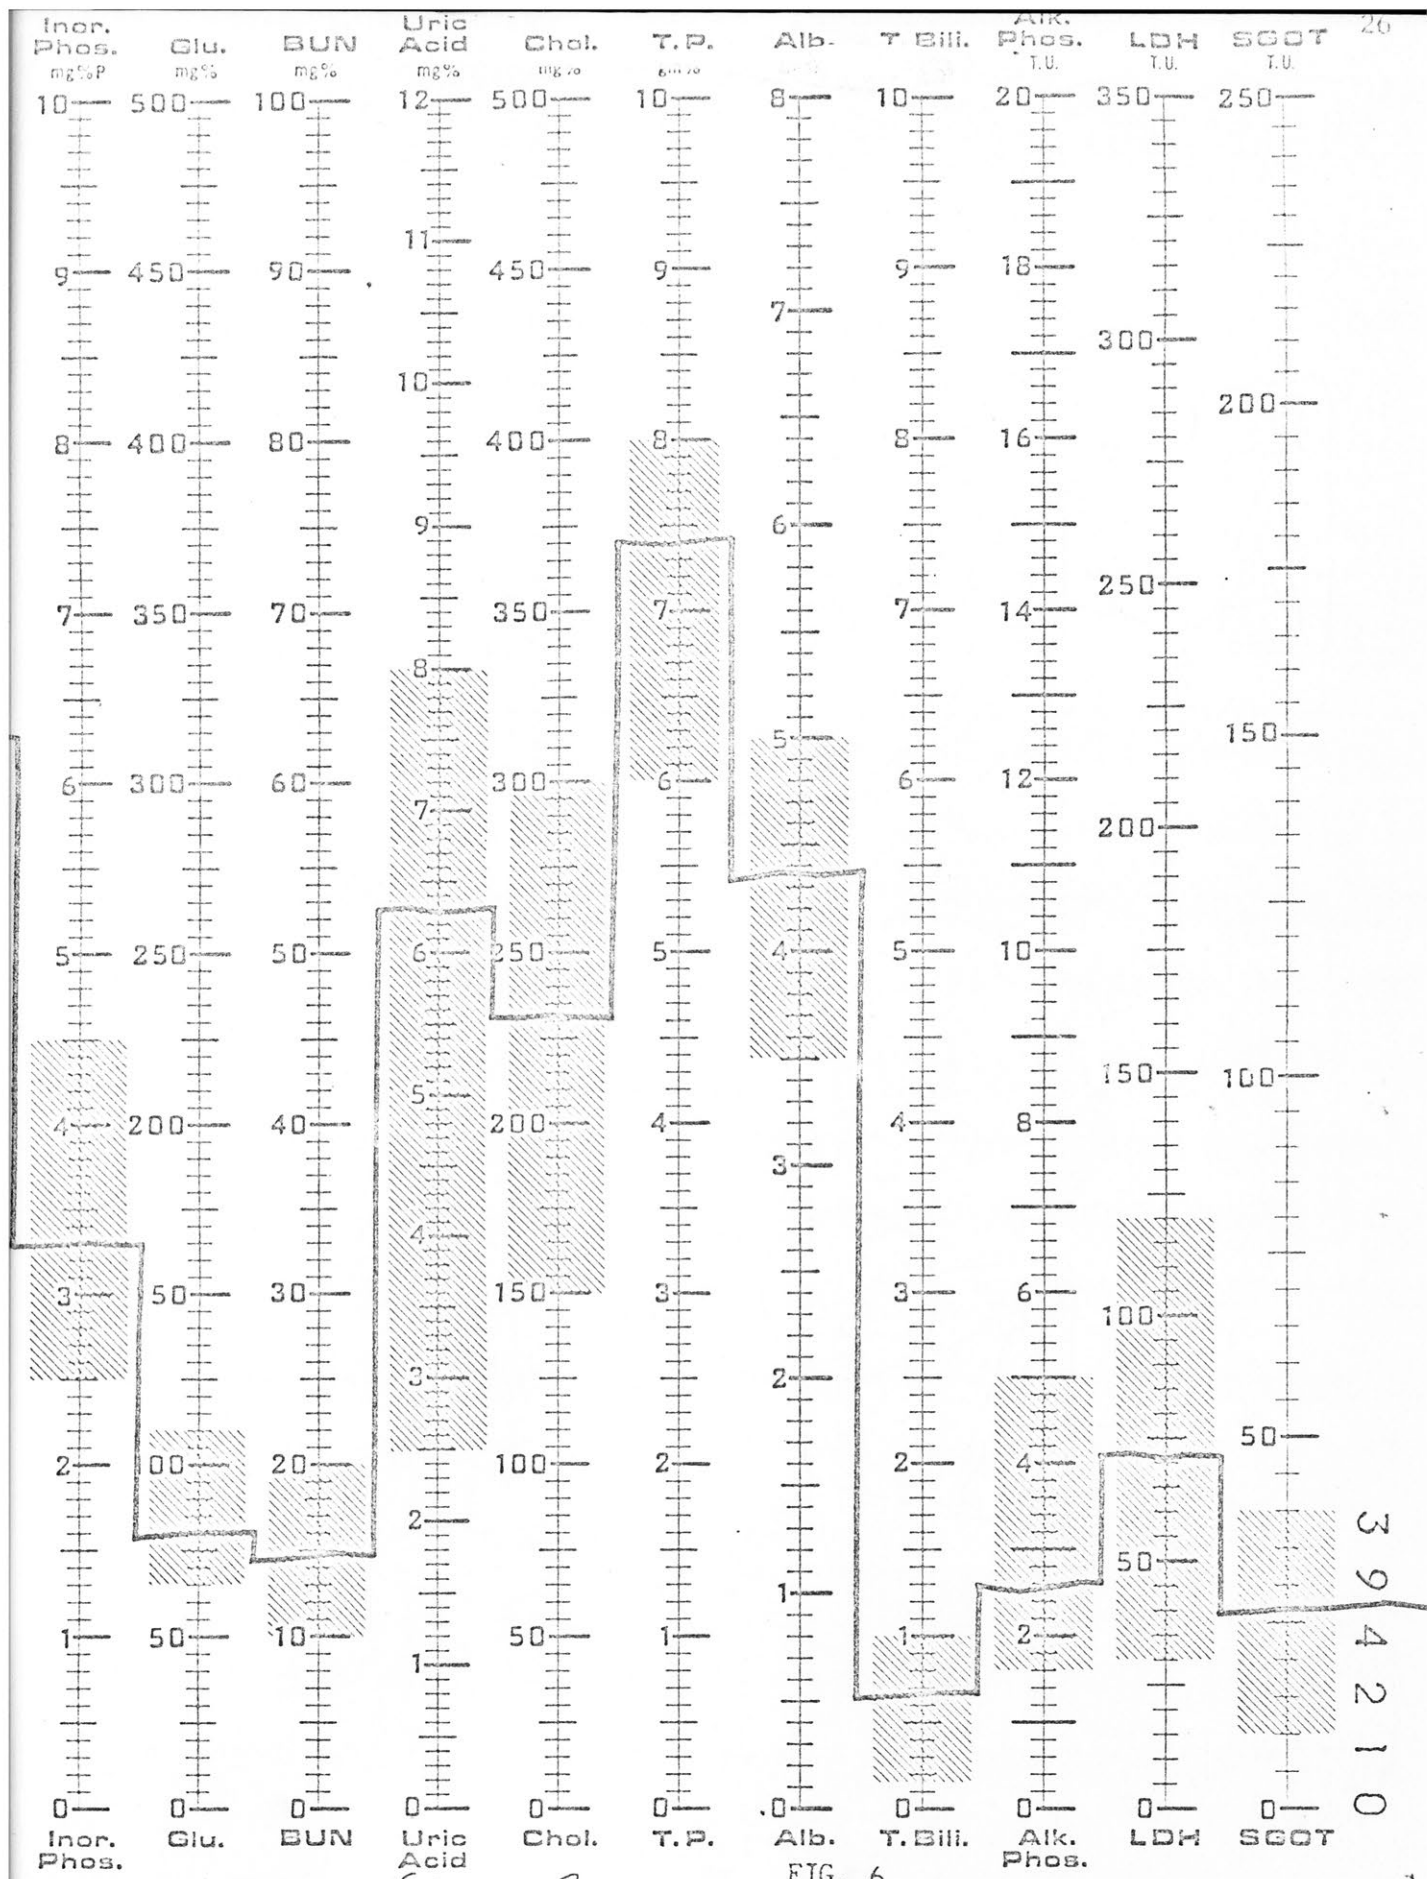 26
Inor. Phos. Glu. BUN Uric Acid Chol. T.P. Alb. T Bili. Alk. Phos. LDH SGOT
mg%P mg% mg% mg% mg% gm% T.U. T.U. T.U.
10 500 100 12 500 10 8 10 20 350 250
11
9 450 90 450 9 9 18
7
300
10
200
8 400 80 400 8 8 16
9 6
250
7 350 70 350 7 7 14
8
5 150
6 300 60 300 6 6 12
7
200
5 250 50 6 250 5 4 5 10
150 100
5
4 200 40 200 4 4 8
3
4
3 50 30 150 3 3 6
100
3 2
50
2 00 20 100 2 2 4
2
50
1
1 50 10 50 1 1 2
1
0 0 0 0 0 0 .0 0 0 0 0
Inor. Phos. Glu. BUN Uric Acid Chol. T.P. Alb. T.Bili. Alk. Phos. LDH SGOT
394210
FIG. 6